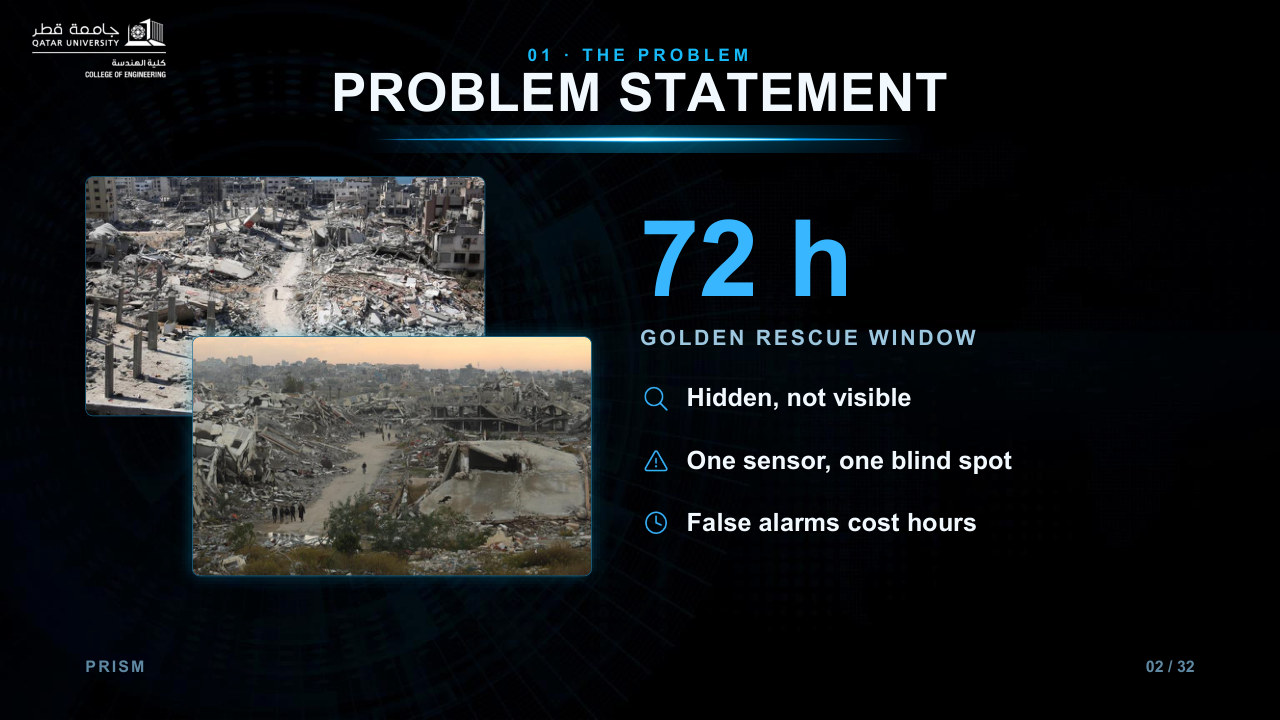 جامعة قطر
QATAR UNIVERSITY
كلية الهندسة
COLLEGE OF ENGINEERING
01 · THE PROBLEM
PROBLEM STATEMENT
72 h
GOLDEN RESCUE WINDOW
Hidden, not visible
One sensor, one blind spot
False alarms cost hours
PRISM
02 / 32